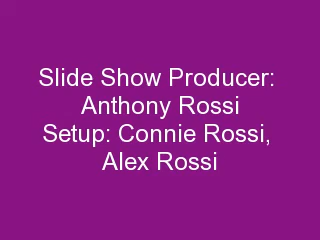 Slide Show Producer:
Anthony Rossi
Setup: Connie Rossi,
Alex Rossi